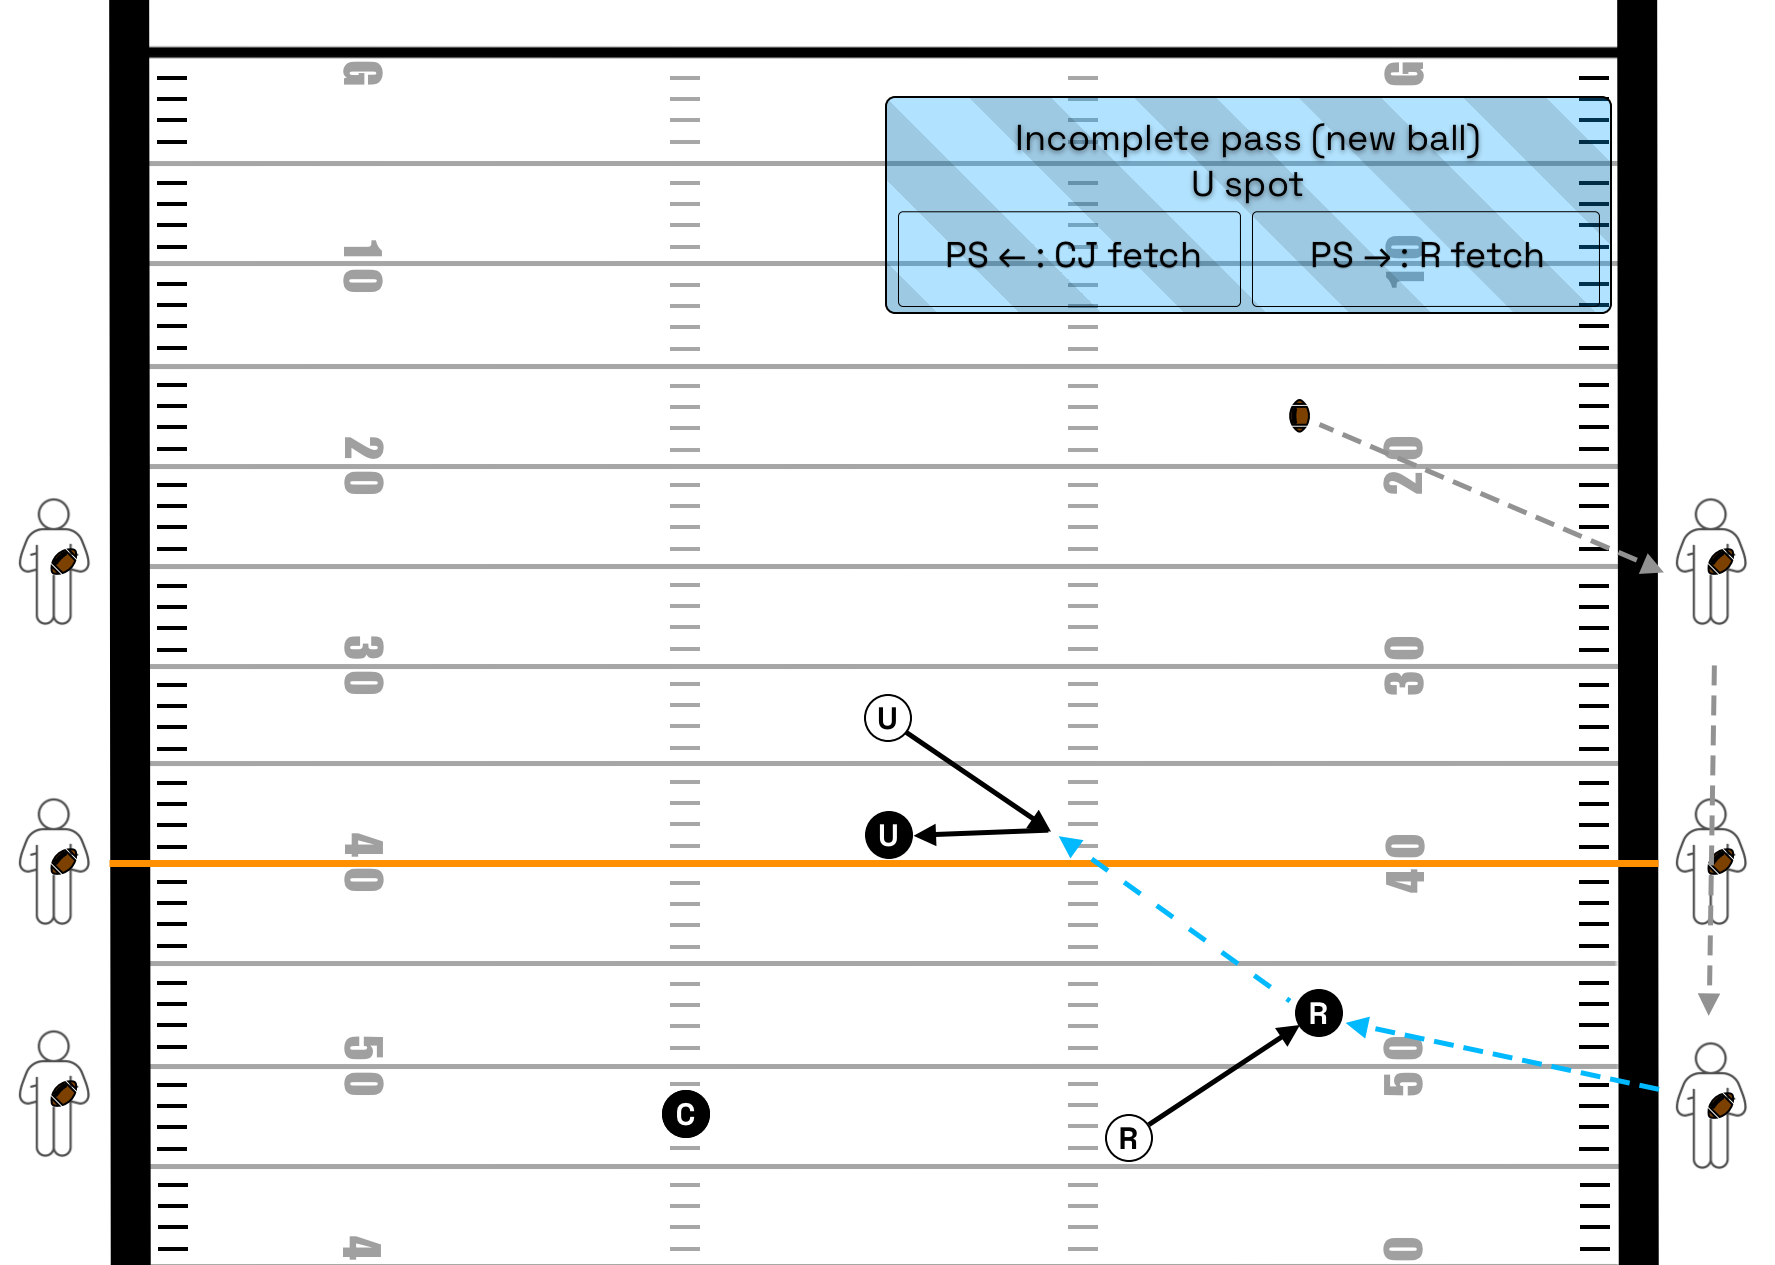 G G
Incomplete pass (new ball)
U spot
PS ← : CJ fetch
PS → : R fetch
10 10
20 20
30 30
U
U
40 40
R
50 50
C
R
4 0